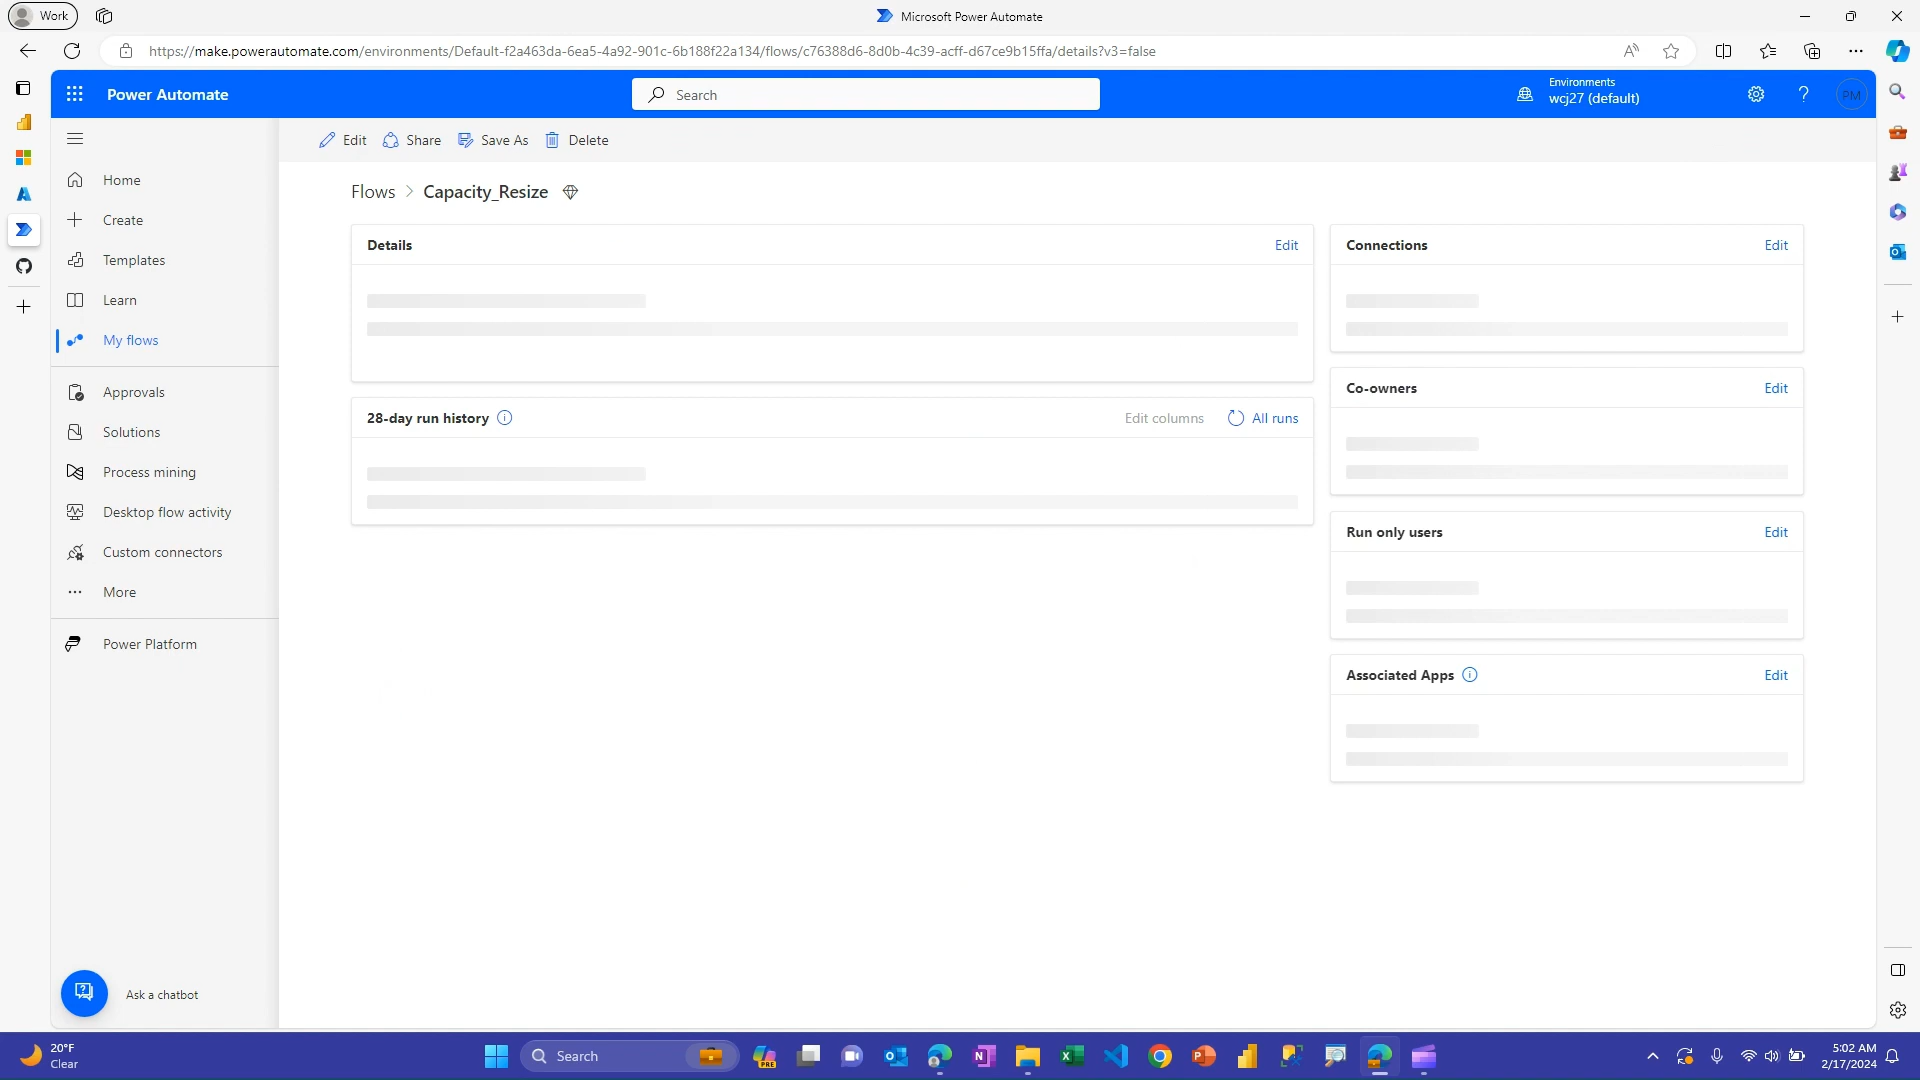 Work
Microsoft Power Automate
https://make.powerautomate.com/environments/Default-f2a463da-6ea5-4a92-901c-6b188f22a134/flows/c76388d6-8d0b-4c39-acff-d67ce9b15ffa/details?v3=false
Power Automate
Search
Environments
wcj27 (default)
?
PM
Edit
Share
Save As
Delete
Home
Create
Templates
Learn
My flows
Approvals
Solutions
Process mining
Desktop flow activity
Custom connectors
More
Power Platform
Ask a chatbot
Flows > Capacity_Resize
Details
Edit
28-day run history
Edit columns
All runs
Connections
Edit
Co-owners
Edit
Run only users
Edit
Associated Apps
Edit
20°F
Clear
Search
PRE
5:02 AM
2/17/2024